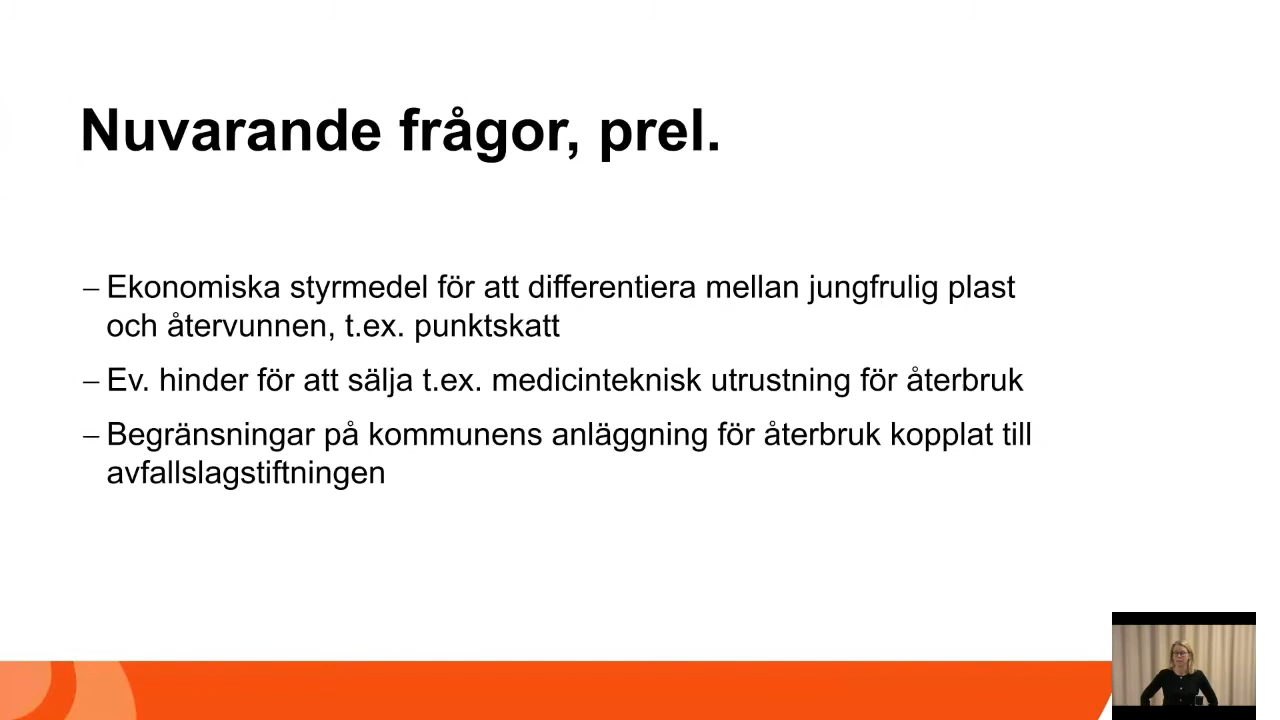 Nuvarande frågor, prel.
– Ekonomiska styrmedel för att differentiera mellan jungfrulig plast
och återvunnen, t.ex. punktskatt
– Ev. hinder för att sälja t.ex. medicinteknisk utrustning för återbruk
– Begränsningar på kommunens anläggning för återbruk kopplat till
avfallslagstiftningen